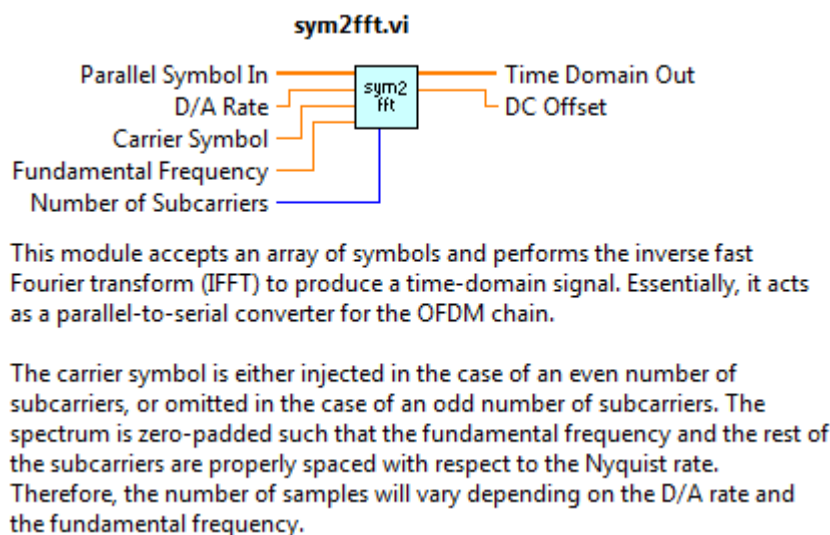 sym2fft.vi
Parallel Symbol In
sym2
fft
Time Domain Out
D/A Rate
DC Offset
Carrier Symbol
Fundamental Frequency
Number of Subcarriers
This module accepts an array of symbols and performs the inverse fast
Fourier transform (IFFT) to produce a time-domain signal. Essentially, it acts
as a parallel-to-serial converter for the OFDM chain.
The carrier symbol is either injected in the case of an even number of
subcarriers, or omitted in the case of an odd number of subcarriers. The
spectrum is zero-padded such that the fundamental frequency and the rest of
the subcarriers are properly spaced with respect to the Nyquist rate.
Therefore, the number of samples will vary depending on the D/A rate and
the fundamental frequency.